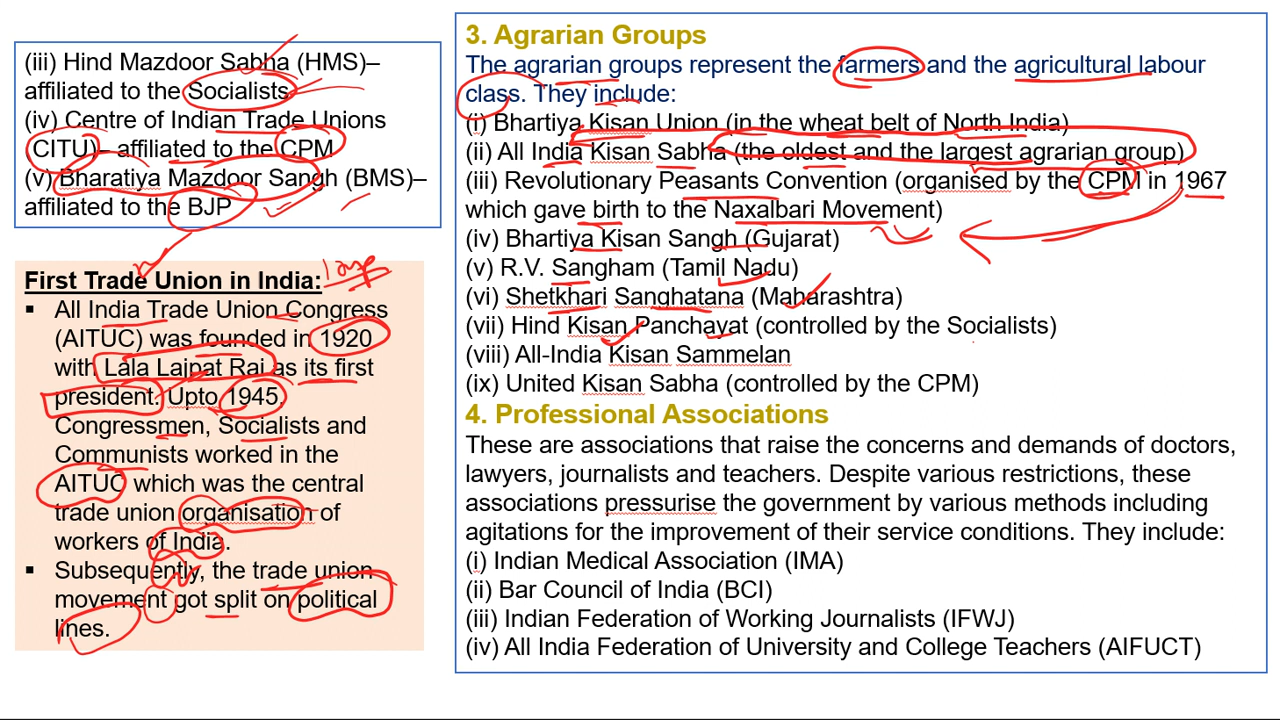 (iii) Hind Mazdoor Sabha (HMS)–
affiliated to the Socialists
(iv) Centre of Indian Trade Unions
CITU)– affiliated to the CPM
(v) Bharatiya Mazdoor Sangh (BMS)–
affiliated to the BJP
First Trade Union in India:
▪ All India Trade Union Congress
(AITUC) was founded in 1920
with Lala Lajpat Rai as its first
president. Upto 1945,
Congressmen, Socialists and
Communists worked in the
AITUC which was the central
trade union organisation of
workers of India.
▪ Subsequently, the trade union
movement got split on political
lines.
3. Agrarian Groups
The agrarian groups represent the farmers and the agricultural labour
class. They include:
(i) Bhartiya Kisan Union (in the wheat belt of North India)
(ii) All India Kisan Sabha (the oldest and the largest agrarian group)
(iii) Revolutionary Peasants Convention (organised by the CPM in 1967
which gave birth to the Naxalbari Movement)
(iv) Bhartiya Kisan Sangh (Gujarat)
(v) R.V. Sangham (Tamil Nadu)
(vi) Shetkhari Sanghatana (Maharashtra)
(vii) Hind Kisan Panchayat (controlled by the Socialists)
(viii) All-India Kisan Sammelan
(ix) United Kisan Sabha (controlled by the CPM)
4. Professional Associations
These are associations that raise the concerns and demands of doctors,
lawyers, journalists and teachers. Despite various restrictions, these
associations pressurise the government by various methods including
agitations for the improvement of their service conditions. They include:
(i) Indian Medical Association (IMA)
(ii) Bar Council of India (BCI)
(iii) Indian Federation of Working Journalists (IFWJ)
(iv) All India Federation of University and College Teachers (AIFUCT)